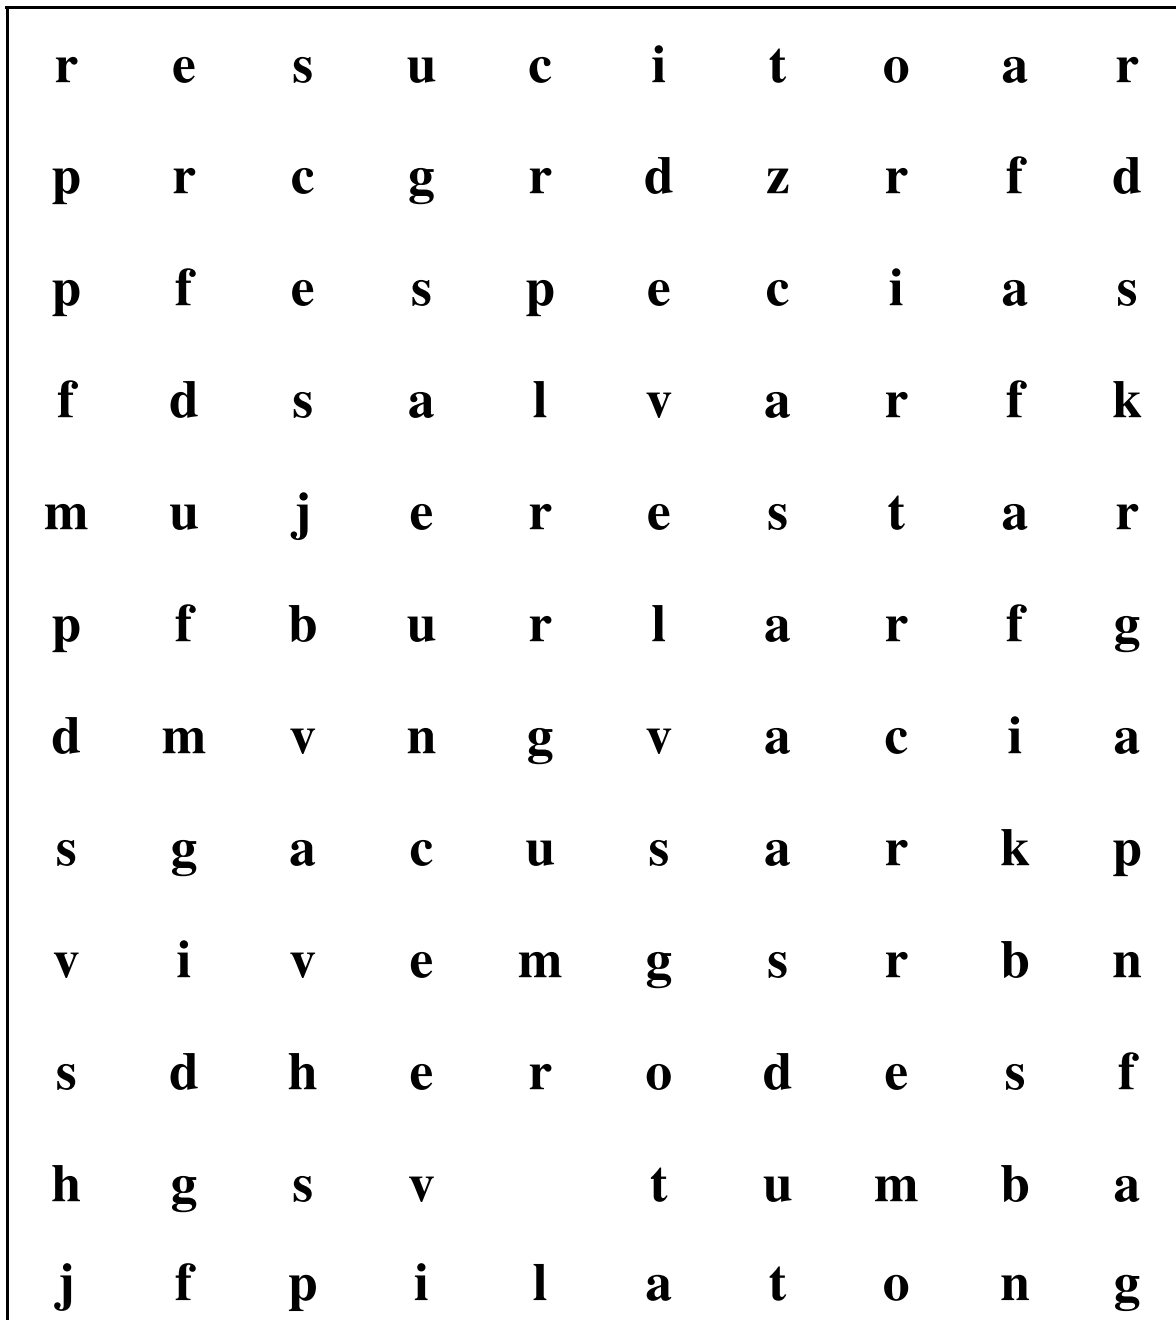 r e s u c i t o a r
p r c g r d z r f d
p f e s p e c i a s
f d s a l v a r f k
m u j e r e s t a r
p f b u r l a r f g
d m v n g v a c i a
s g a c u s a r k p
v i v e m g s r b n
s d h e r o d e s f
h g s v t u m b a
j f p i l a t o n g